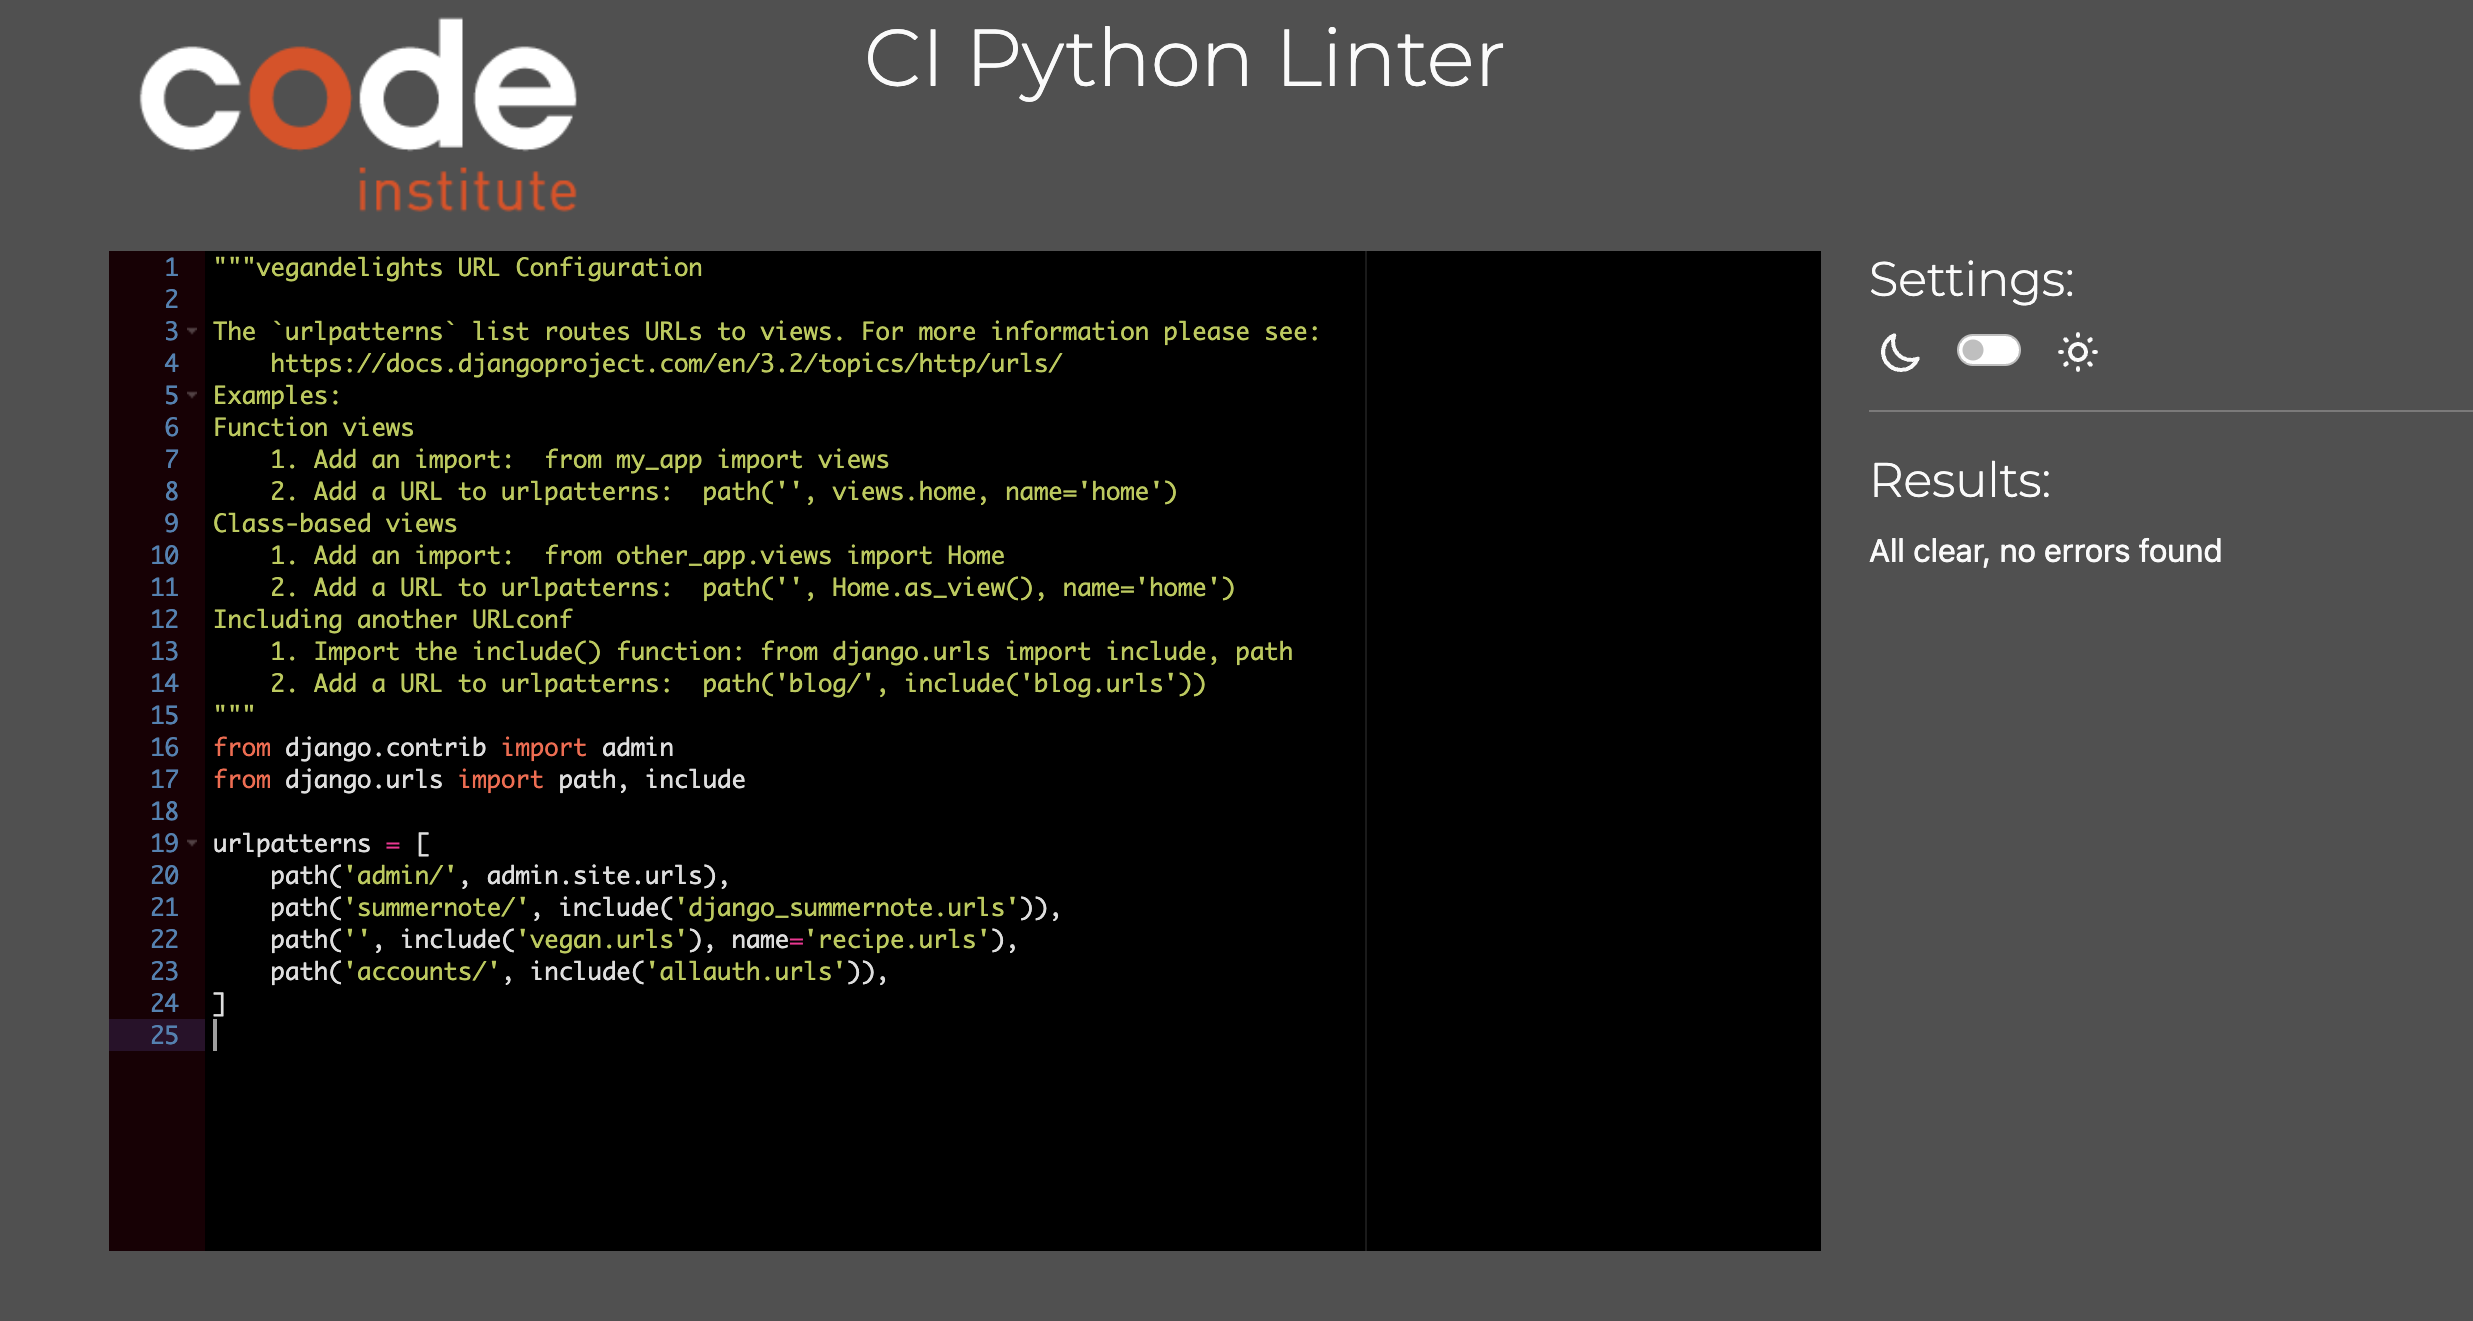 code
institute
CI Python Linter
1 """vegandelights URL Configuration
2
3 The `urlpatterns` list routes URLs to views. For more information please see:
4     https://docs.djangoproject.com/en/3.2/topics/http/urls/
5 Examples:
6 Function views
7     1. Add an import:  from my_app import views
8     2. Add a URL to urlpatterns:  path('', views.home, name='home')
9 Class-based views
10     1. Add an import:  from other_app.views import Home
11     2. Add a URL to urlpatterns:  path('', Home.as_view(), name='home')
12 Including another URLconf
13     1. Import the include() function: from django.urls import include, path
14     2. Add a URL to urlpatterns:  path('blog/', include('blog.urls'))
15 """
16 from django.contrib import admin
17 from django.urls import path, include
18
19 urlpatterns = [
20     path('admin/', admin.site.urls),
21     path('summernote/', include('django_summernote.urls')),
22     path('', include('vegan.urls'), name='recipe.urls'),
23     path('accounts/', include('allauth.urls')),
24 ]
25
Settings:
Results:
All clear, no errors found